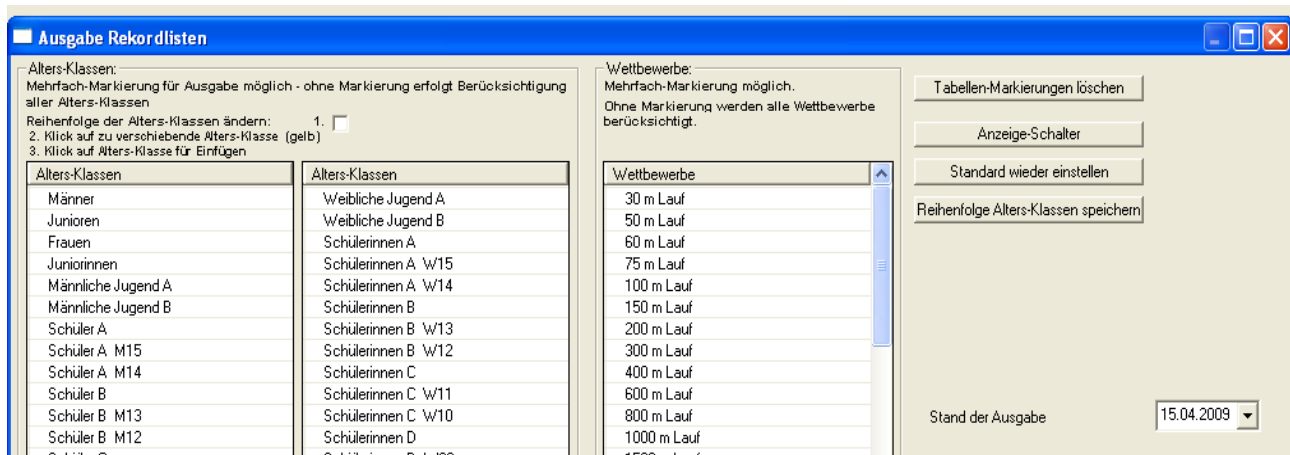 Ausgabe Rekordlisten
Alters-Klassen:
Mehrfach-Markierung für Ausgabe möglich - ohne Markierung erfolgt Berücksichtigung
aller Alters-Klassen
Reihenfolge der Alters-Klassen ändern: 1.
2. Klick auf zu verschiebende Alters-Klasse (gelb)
3. Klick auf Alters-Klasse für Einfügen
Alters-Klassen
Männer
Junioren
Frauen
Juniorinnen
Männliche Jugend A
Männliche Jugend B
Schüler A
Schüler A M15
Schüler A M14
Schüler B
Schüler B M13
Schüler B M12
Alters-Klassen
Weibliche Jugend A
Weibliche Jugend B
Schülerinnen A
Schülerinnen A W15
Schülerinnen A W14
Schülerinnen B
Schülerinnen B W13
Schülerinnen B W12
Schülerinnen C
Schülerinnen C W11
Schülerinnen C W10
Schülerinnen D
Wettbewerbe:
Mehrfach-Markierung möglich.
Ohne Markierung werden alle Wettbewerbe
berücksichtigt.
Wettbewerbe
30 m Lauf
50 m Lauf
60 m Lauf
75 m Lauf
100 m Lauf
150 m Lauf
200 m Lauf
300 m Lauf
400 m Lauf
600 m Lauf
800 m Lauf
1000 m Lauf
Tabellen-Markierungen löschen
Anzeige-Schalter
Standard wieder einstellen
Reihenfolge Alters-Klassen speichern
Stand der Ausgabe 15.04.2009